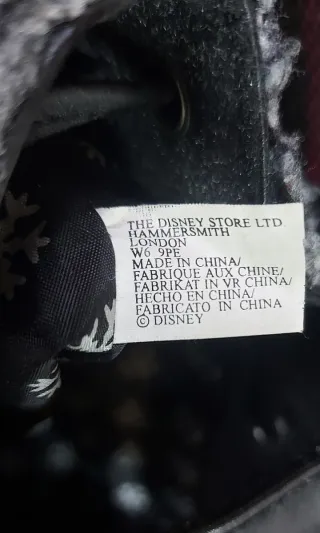 THE DISNEY STORE LTD
HAMMERSMITH
LONDON
W6 9PE
MADE IN CHINA/
FABRIQUE AUX CHINE/
FABRIKAT IN VR CHINA/
HECHO EN CHINA/
FABRICATO IN CHINA
© DISNEY